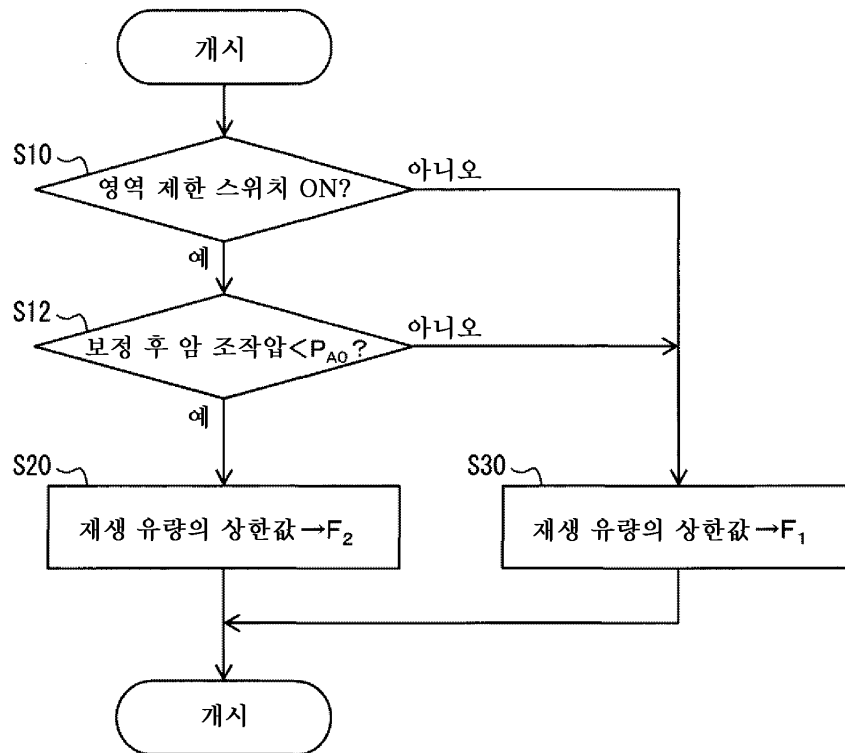 개시
S10
영역 제한 스위치 ON?
아니오
예
S12
보정 후 암 조작압<P_A0?
아니오
예
S20
재생 유량의 상한값→F₂
S30
재생 유량의 상한값→F₁
개시